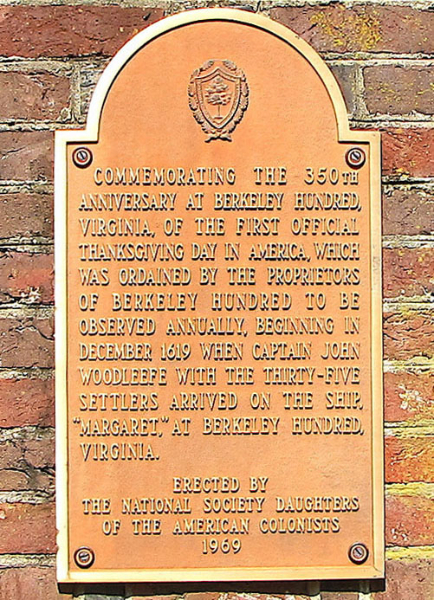 COMMEMORATING THE 350TH
ANNIVERSARY AT BERKELEY HUNDRED,
VIRGINIA, OF THE FIRST OFFICIAL
THANKSGIVING DAY IN AMERICA, WHICH
WAS ORDAINED BY THE PROPRIETORS
OF BERKELEY HUNDRED TO BE
OBSERVED ANNUALLY, BEGINNING IN
DECEMBER 1619 WHEN CAPTAIN JOHN
WOODLEEFE WITH THE THIRTY-FIVE
SETTLERS ARRIVED ON THE SHIP,
"MARGARET," AT BERKELEY HUNDRED,
VIRGINIA.
ERECTED BY
THE NATIONAL SOCIETY DAUGHTERS
OF THE AMERICAN COLONISTS
1969